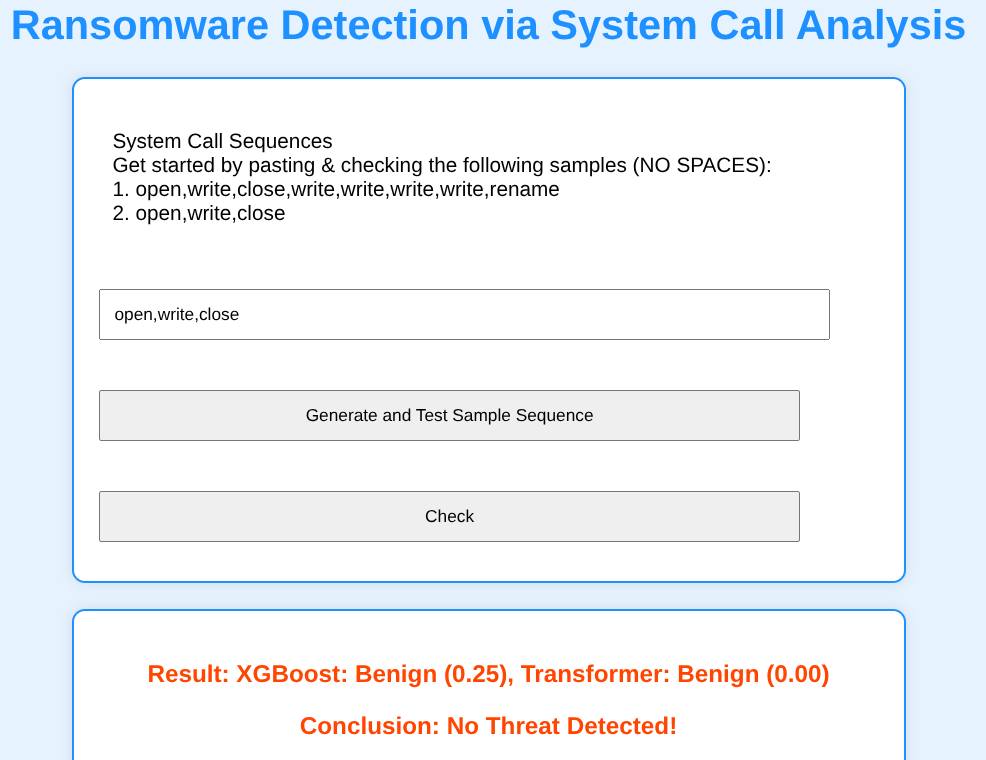 Ransomware Detection via System Call Analysis
System Call Sequences
Get started by pasting & checking the following samples (NO SPACES):
1. open,write,close,write,write,write,write,rename
2. open,write,close
open,write,close
Generate and Test Sample Sequence
Check
Result: XGBoost: Benign (0.25), Transformer: Benign (0.00)
Conclusion: No Threat Detected!